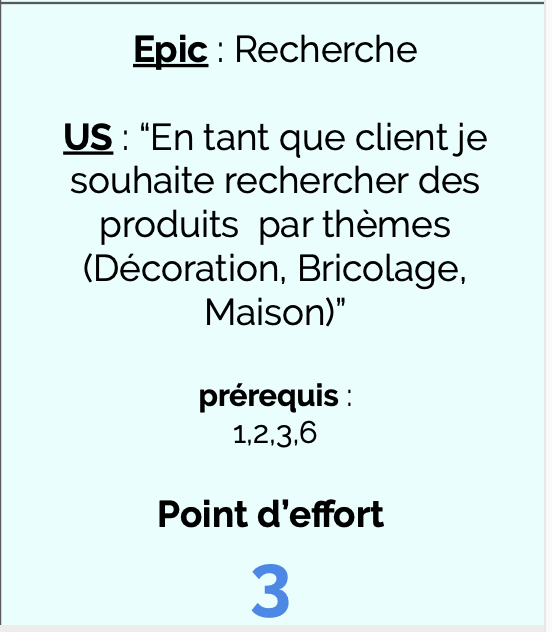 Epic : Recherche
US : “En tant que client je
souhaite rechercher des
produits  par thèmes
(Décoration, Bricolage,
Maison)”
prérequis :
1,2,3,6
Point d’effort
3